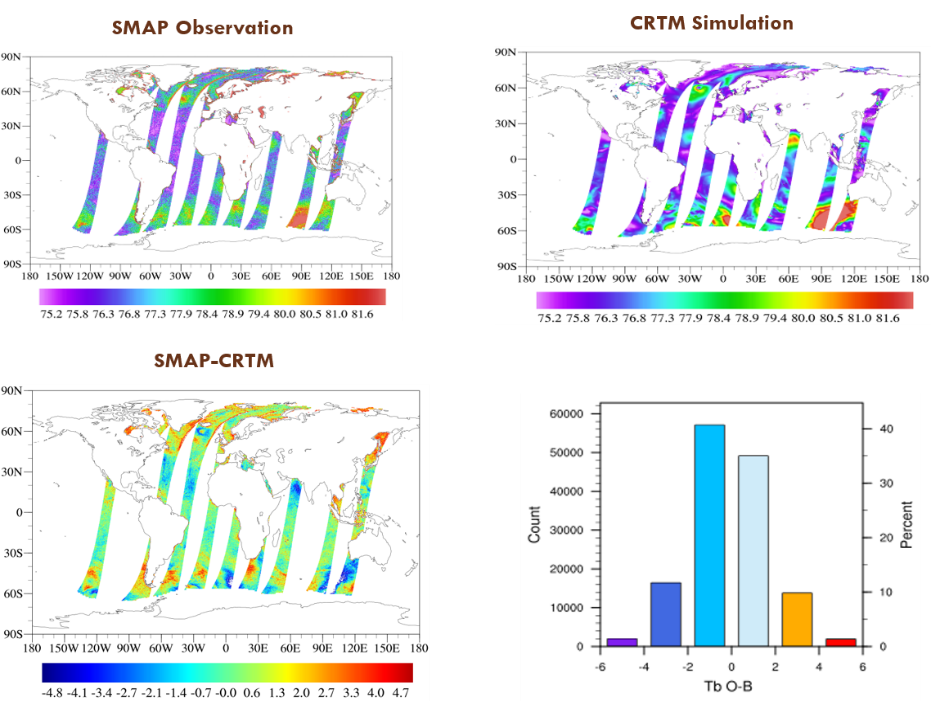 SMAP Observation
90N
60N
30N
0
30S
60S
90S
180 150W 120W 90W 60W 30W 0 30E 60E 90E 120E 150E 180
75.2 75.8 76.3 76.8 77.3 77.9 78.4 78.9 79.4 80.0 80.5 81.0 81.6
CRTM Simulation
90N
60N
30N
0
30S
60S
90S
180 150W 120W 90W 60W 30W 0 30E 60E 90E 120E 150E 180
75.2 75.8 76.3 76.8 77.3 77.9 78.4 78.9 79.4 80.0 80.5 81.0 81.6
SMAP-CRTM
90N
60N
30N
0
30S
60S
90S
180 150W 120W 90W 60W 30W 0 30E 60E 90E 120E 150E 180
-4.8 -4.1 -3.4 -2.7 -2.1 -1.4 -0.7 -0.0 0.6 1.3 2.0 2.7 3.3 4.0 4.7
Count
60000
50000
40000
30000
20000
10000
0
40
30
20
10
0
Percent
-6 -4 -2 0 2 4 6
Tb O-B